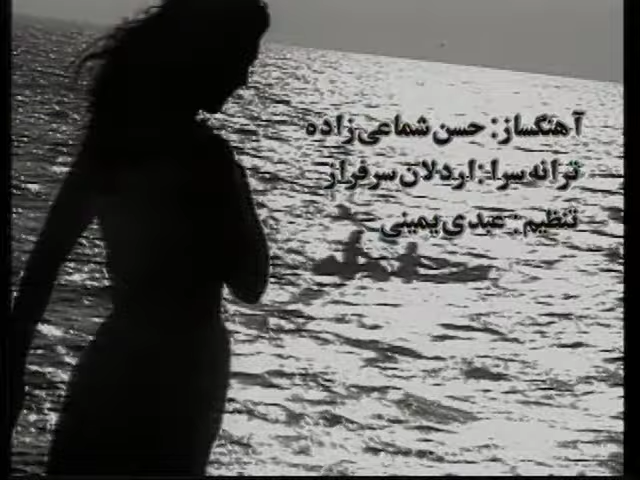 آهنگساز: حسن شماعی‌زاده
ترانه‌سرا: اردلان سرفراز
تنظیم: عبدی یمینی